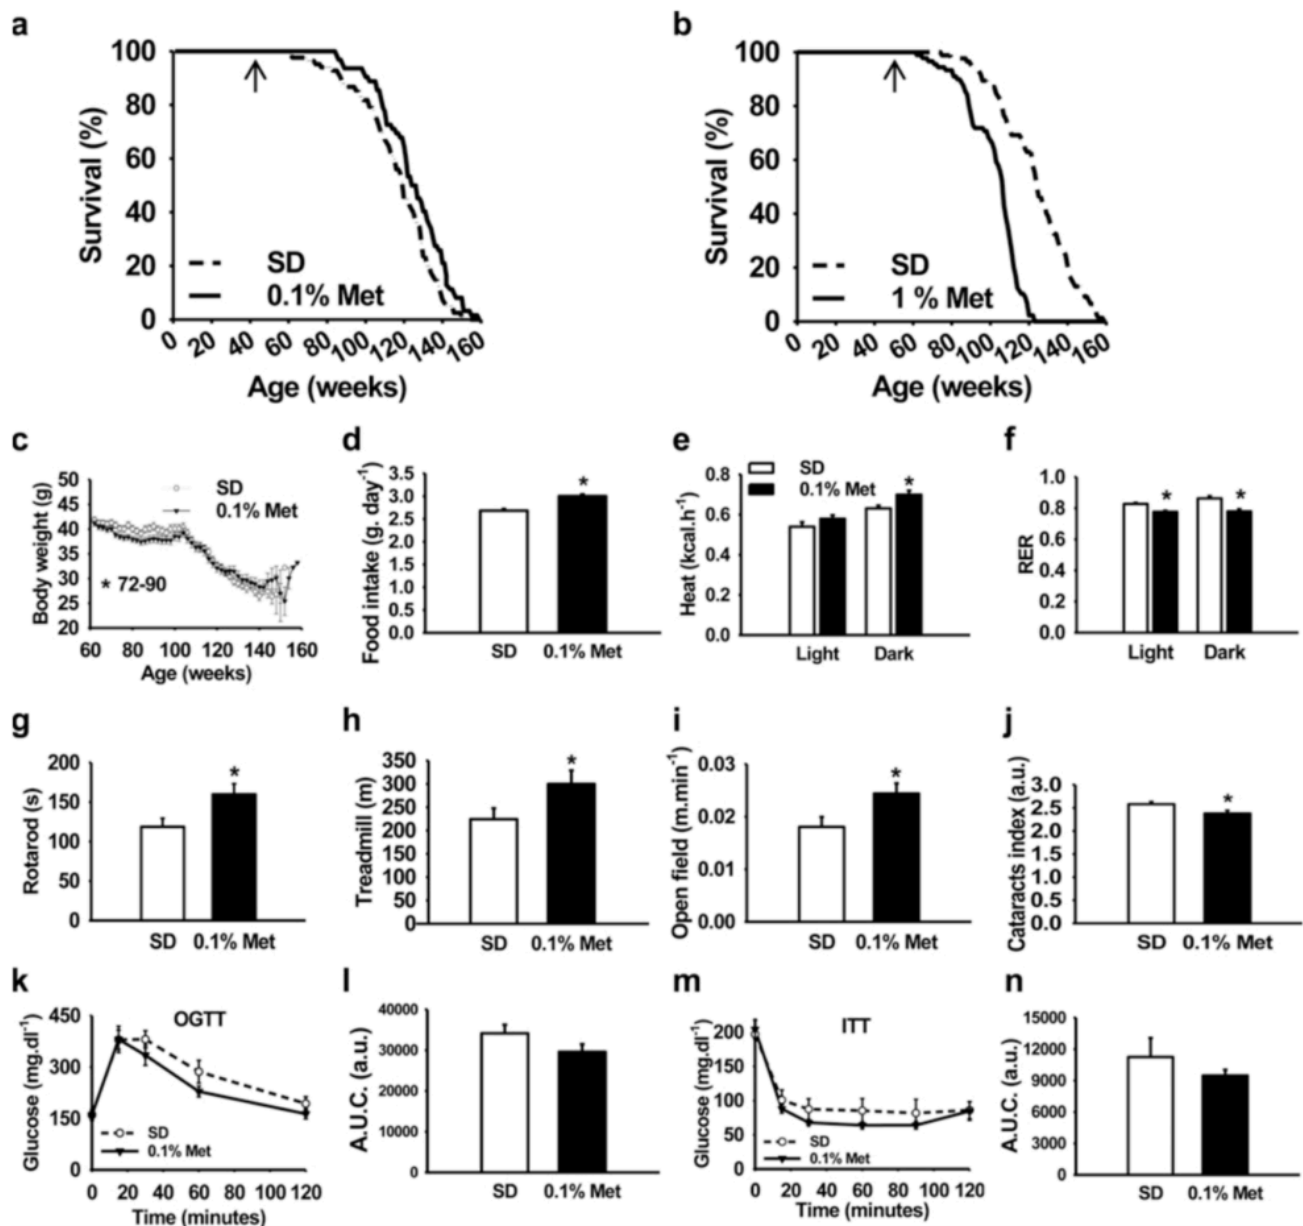 a
Survival (%)
100
80
60
40
20
0
SD
0.1% Met
0 20 40 60 80 100 120 140 160
Age (weeks)
b
Survival (%)
100
80
60
40
20
0
SD
1 % Met
0 20 40 60 80 100 120 140 160
Age (weeks)
c
Body weight (g)
50
45
40
35
30
25
20
SD
0.1% Met
* 72-90
60 80 100 120 140 160
Age (weeks)
d
Food intake (g. day⁻¹)
3.5
3.0
2.5
2.0
1.5
1.0
0.5
0.0
*
SD 0.1% Met
e
Heat (kcal.h⁻¹)
0.8
0.6
0.4
0.2
0.0
SD
0.1% Met
*
Light Dark
f
RER
1.0
0.8
0.6
0.4
0.2
0.0
* *
Light Dark
g
Rotarod (s)
200
150
100
50
0
*
SD 0.1% Met
h
Treadmill (m)
350
300
250
200
150
100
50
0
*
SD 0.1% Met
i
Open field (m.min⁻¹)
0.03
0.02
0.01
0.00
*
SD 0.1% Met
j
Cataracts index (a.u.)
3.0
2.5
2.0
1.5
1.0
0.5
0.0
*
SD 0.1% Met
k
Glucose (mg.dl⁻¹)
450
300
150
0
OGTT
SD
0.1% Met
0 20 40 60 80 100 120
Time (minutes)
l
A.U.C. (a.u.)
40000
30000
20000
10000
0
SD 0.1% Met
m
Glucose (mg.dl⁻¹)
200
150
100
50
0
ITT
SD
0.1% Met
0 20 40 60 80 100 120
Time (minutes)
n
A.U.C. (a.u.)
15000
12000
9000
6000
3000
0
SD 0.1% Met